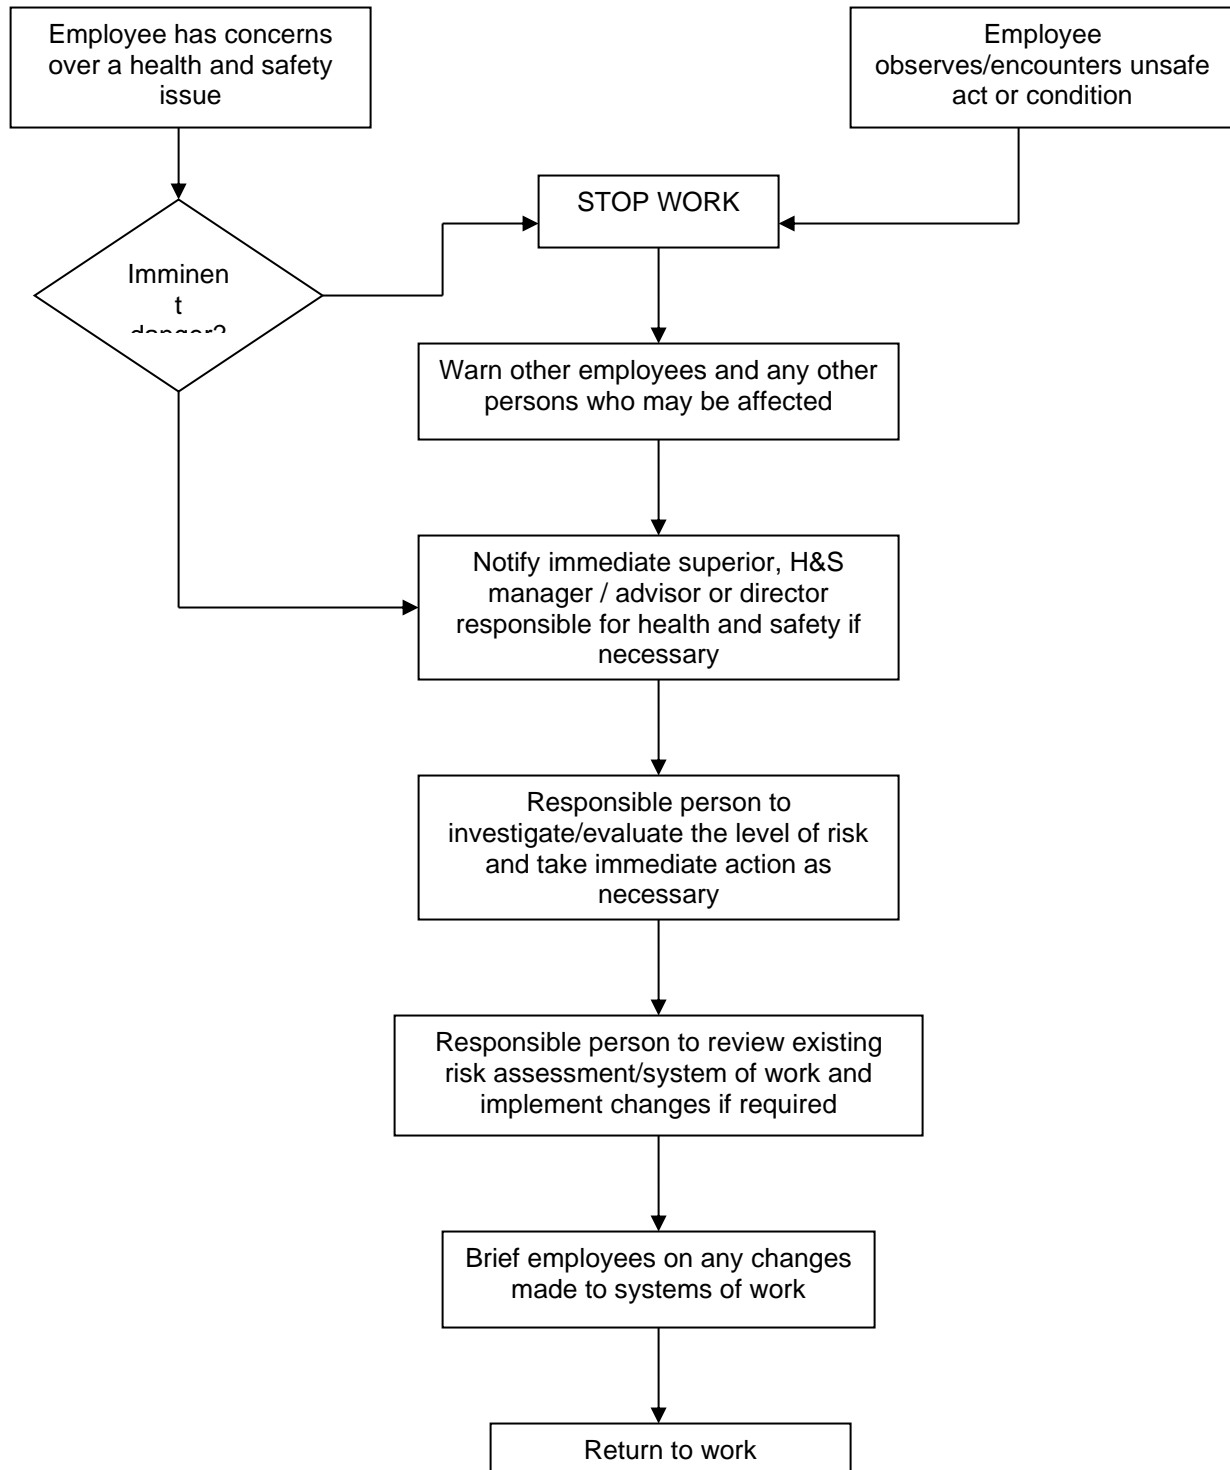 Employee has concerns
over a health and safety
issue
Employee
observes/encounters unsafe
act or condition
STOP WORK
Imminen
t
danger?
Warn other employees and any other
persons who may be affected
Notify immediate superior, H&S
manager / advisor or director
responsible for health and safety if
necessary
Responsible person to
investigate/evaluate the level of risk
and take immediate action as
necessary
Responsible person to review existing
risk assessment/system of work and
implement changes if required
Brief employees on any changes
made to systems of work
Return to work